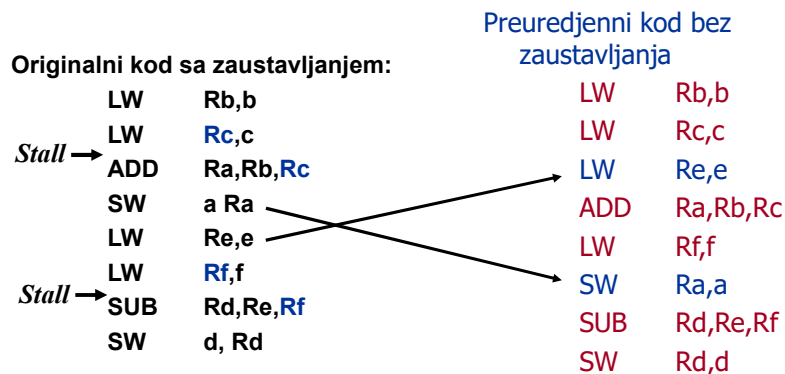 Originalni kod sa zaustavljanjem:
LW Rb,b
LW Rc,c
Stall
ADD Ra,Rb,Rc
SW a Ra
LW Re,e
LW Rf,f
Stall
SUB Rd,Re,Rf
SW d, Rd
Preuredjenni kod bez
zaustavljanja
LW Rb,b
LW Rc,c
LW Re,e
ADD Ra,Rb,Rc
LW Rf,f
SW Ra,a
SUB Rd,Re,Rf
SW Rd,d